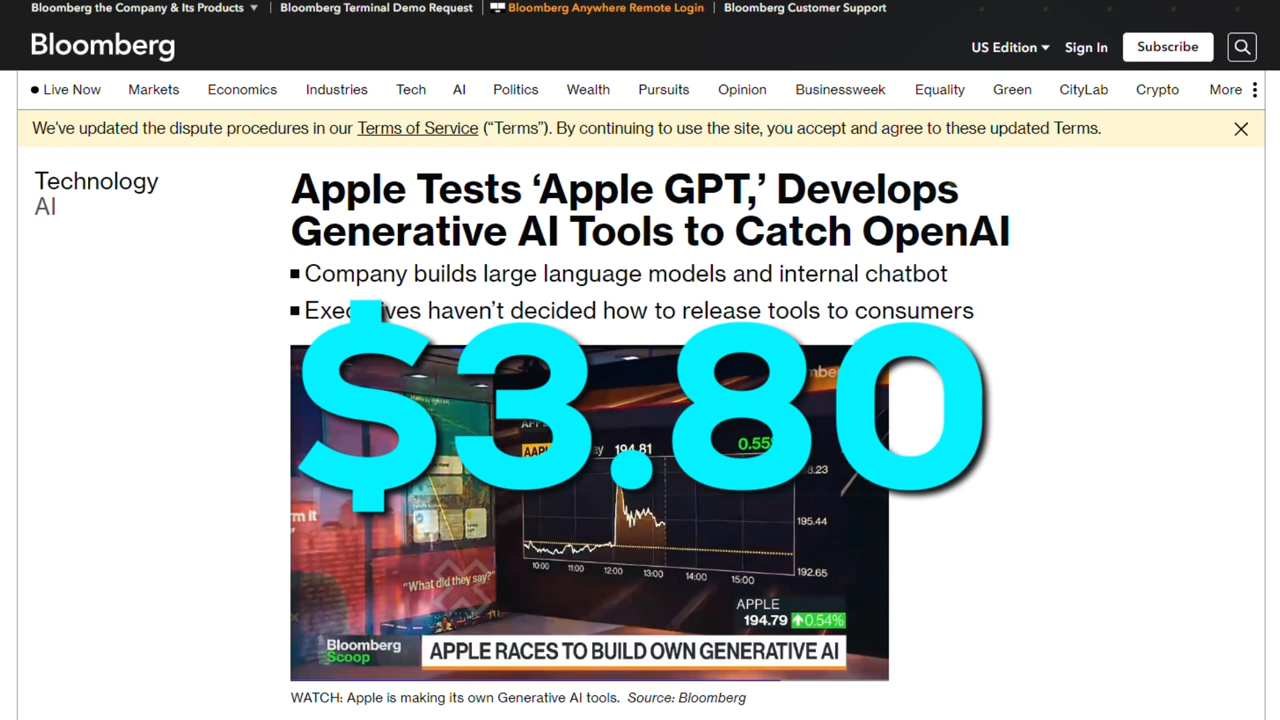 Bloomberg the Company & Its Products
Bloomberg Terminal Demo Request
Bloomberg Anywhere Remote Login
Bloomberg Customer Support
Bloomberg
US Edition
Sign In
Subscribe
Live Now
Markets
Economics
Industries
Tech
AI
Politics
Wealth
Pursuits
Opinion
Businessweek
Equality
Green
CityLab
Crypto
More
We've updated the dispute procedures in our Terms of Service (“Terms”). By continuing to use the site, you accept and agree to these updated Terms.
Technology
AI
Apple Tests ‘Apple GPT,’ Develops
Generative AI Tools to Catch OpenAI
Company builds large language models and internal chatbot
haven’t decided how to release tools to consumers
$3.80
194.81
195.44
192.65
10:00 11:00 12:00 13:00 14:00 15:00
"What did they say?"
APPLE
194.79 0.54%
Bloomberg
Scoop
APPLE RACES TO BUILD OWN GENERATIVE AI
WATCH: Apple is making its own Generative AI tools. Source: Bloomberg